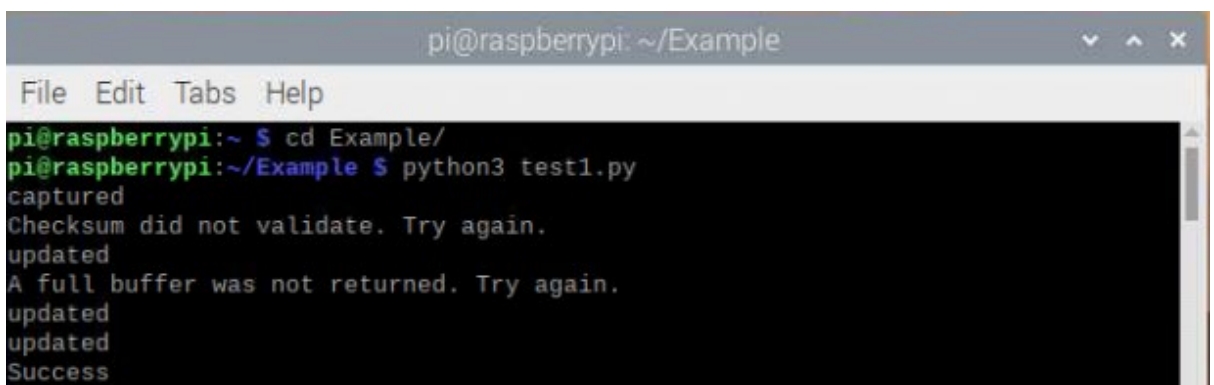 pi@raspberrypi: ~/Example
File Edit Tabs Help
pi@raspberrypi:~ $ cd Example/
pi@raspberrypi:~/Example $ python3 test1.py
captured
Checksum did not validate. Try again.
updated
A full buffer was not returned. Try again.
updated
updated
Success